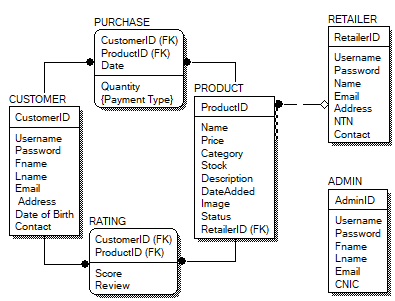 PURCHASE
CustomerID (FK)
ProductID (FK)
Date
Quantity
{Payment Type}
RETAILER
RetailerID
Username
Password
Name
Email
Address
NTN
Contact
CUSTOMER
CustomerID
Username
Password
Fname
Lname
Email
Address
Date of Birth
Contact
PRODUCT
ProductID
Name
Price
Category
Stock
Description
DateAdded
Image
Status
RetailerID (FK)
ADMIN
AdminID
Username
Password
Fname
Lname
Email
CNIC
RATING
CustomerID (FK)
ProductID (FK)
Score
Review